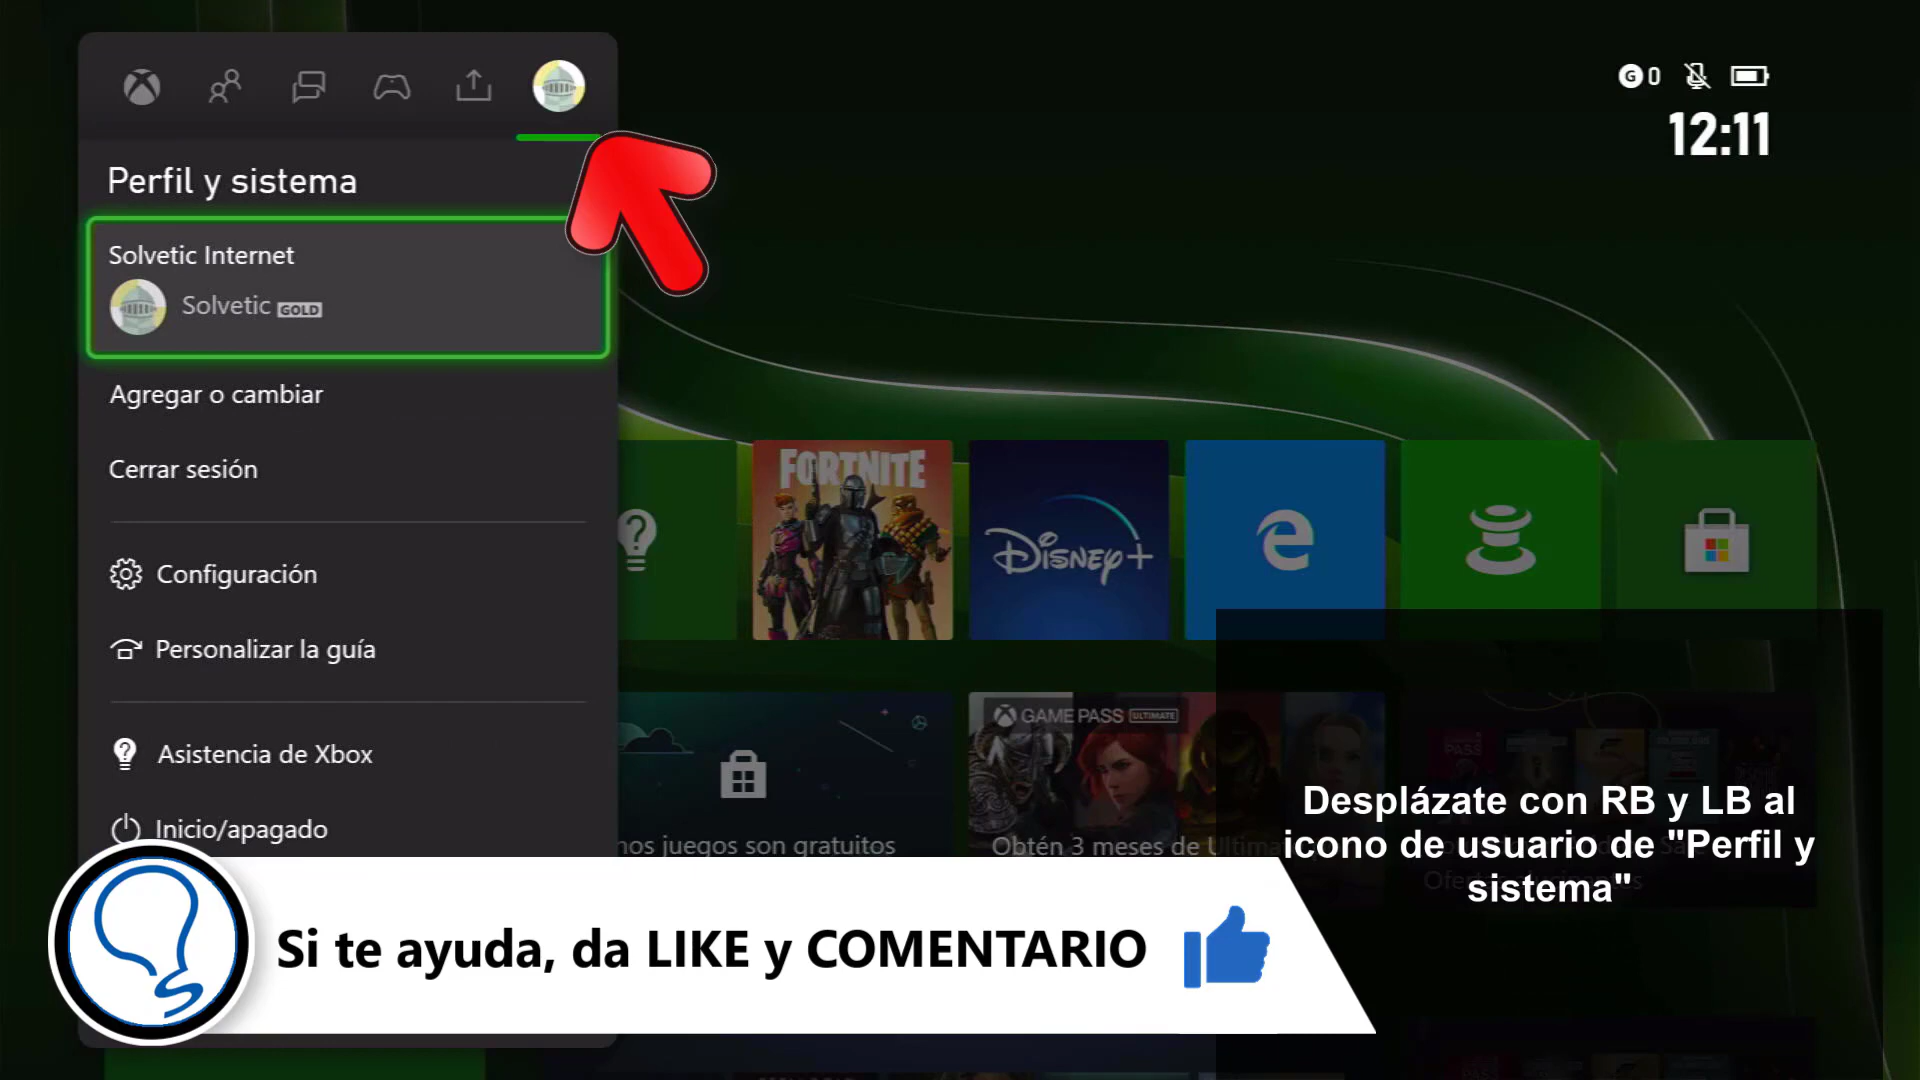 G 0
12:11
Perfil y sistema
Solvetic Internet
Solvetic GOLD
Agregar o cambiar
Cerrar sesión
Configuración
Personalizar la guía
Asistencia de Xbox
Inicio/apagado
FORTNITE
Disney+
GAME PASS ULTIMATE
PASS
nos juegos son gratuitos
Obtén 3 meses de Ultima
Desplázate con RB y LB al
icono de usuario de "Perfil y
sistema"
Si te ayuda, da LIKE y COMENTARIO